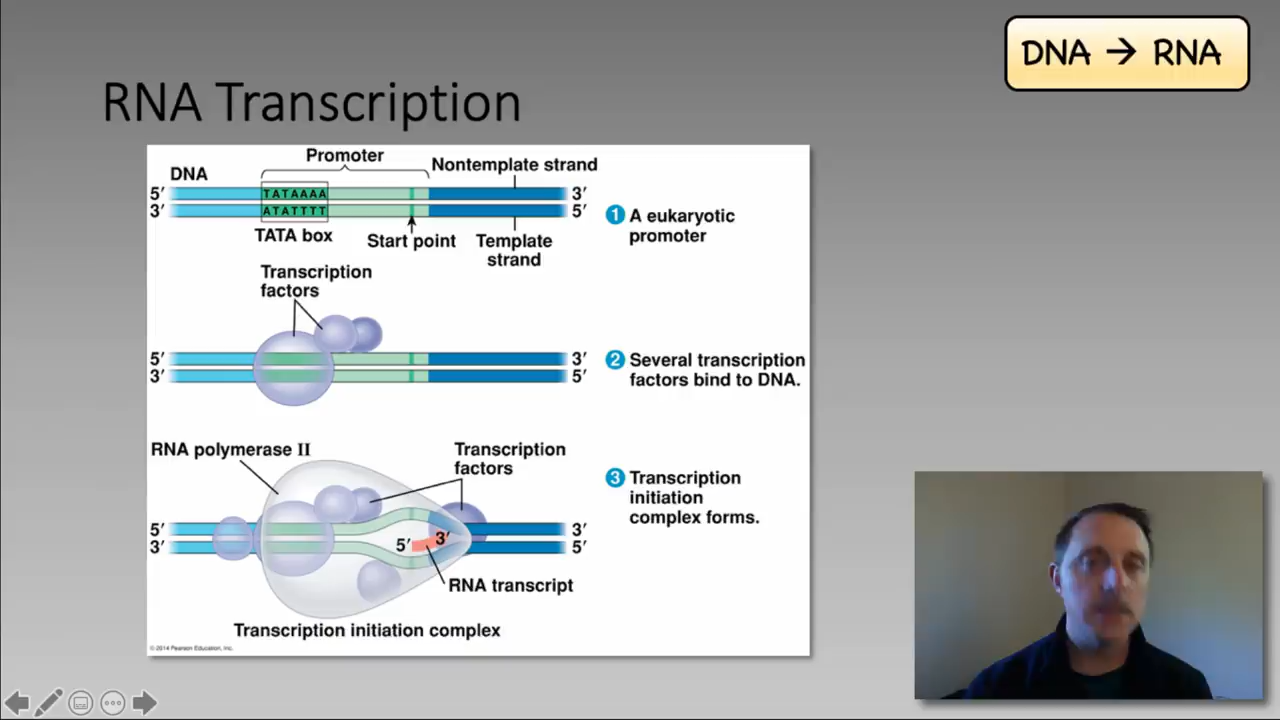 DNA → RNA
RNA Transcription
Promoter
DNA
Nontemplate strand
5′ TATAAAA 3′
3′ ATATTTT 5′
TATA box
Start point
Template
strand
1 A eukaryotic
promoter
Transcription
factors
5′ 3′
3′ 5′
2 Several transcription
factors bind to DNA.
RNA polymerase II
Transcription
factors
3 Transcription
initiation
complex forms.
5′ 3′
3′ 5′ 3′ 5′
RNA transcript
Transcription initiation complex
© 2014 Pearson Education, Inc.